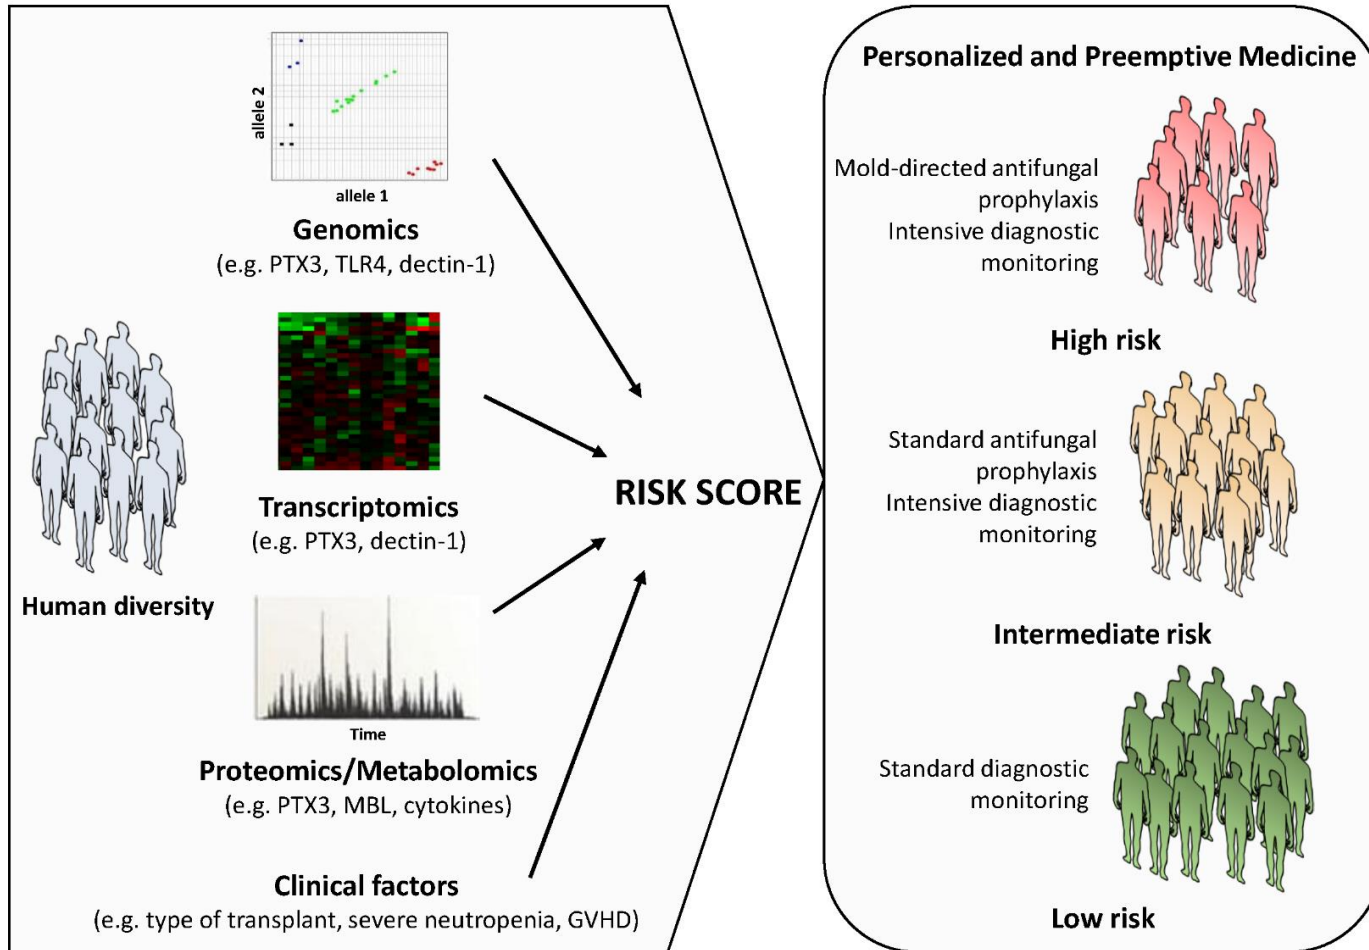 allele 2
allele 1
Genomics
(e.g. PTX3, TLR4, dectin-1)
Transcriptomics
(e.g. PTX3, dectin-1)
Human diversity
Time
Proteomics/Metabolomics
(e.g. PTX3, MBL, cytokines)
Clinical factors
(e.g. type of transplant, severe neutropenia, GVHD)
RISK SCORE
Personalized and Preemptive Medicine
Mold-directed antifungal
prophylaxis
Intensive diagnostic
monitoring
High risk
Standard antifungal
prophylaxis
Intensive diagnostic
monitoring
Intermediate risk
Standard diagnostic
monitoring
Low risk